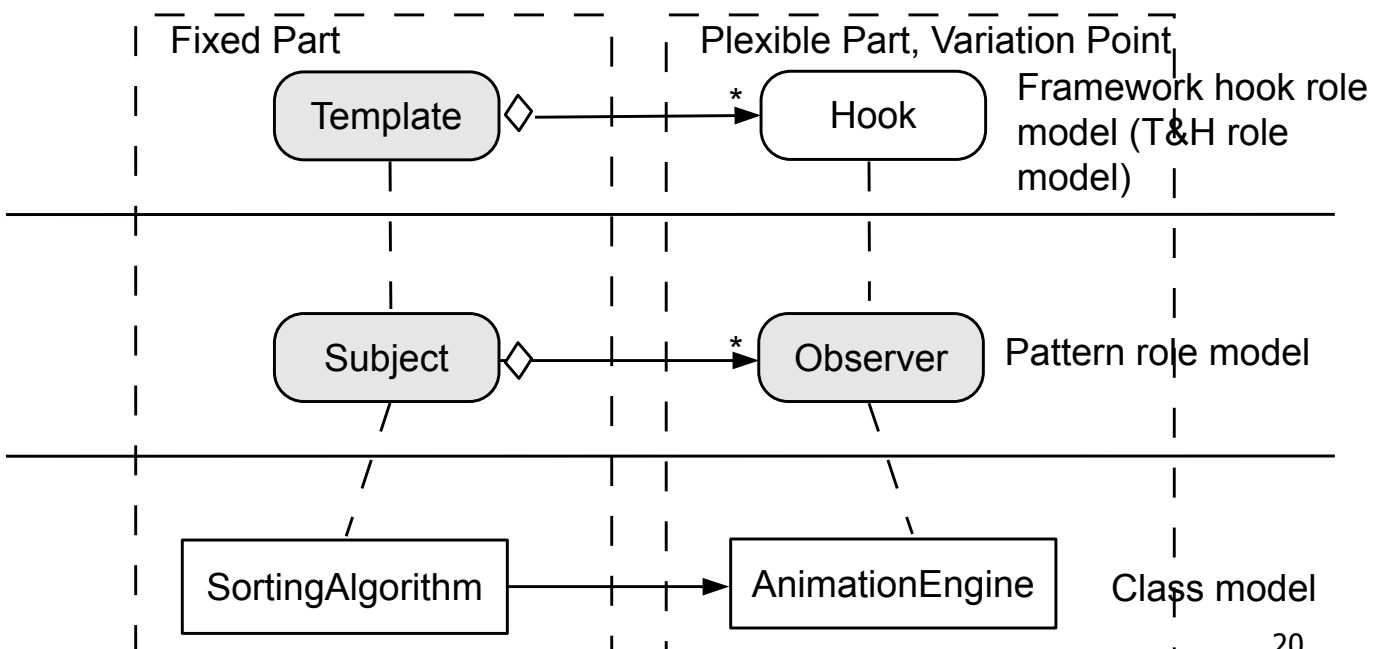 Fixed Part
Plexible Part, Variation Point
Template
*
Hook
Framework hook role
model (T&H role
model)
Subject
*
Observer
Pattern role model
SortingAlgorithm
AnimationEngine
Class model
20